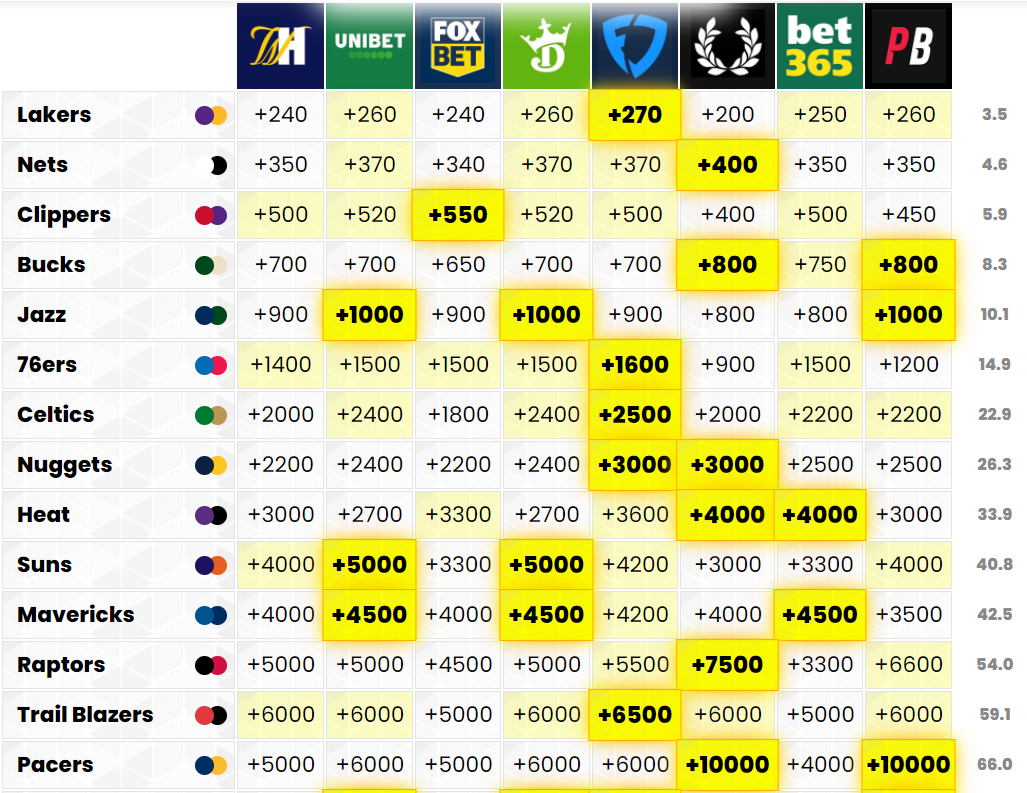 WH UNIBET FOX BET bet365 PB
Lakers +240 +260 +240 +260 +270 +200 +250 +260 3.5
Nets +350 +370 +340 +370 +370 +400 +350 +350 4.6
Clippers +500 +520 +550 +520 +500 +400 +500 +450 5.9
Bucks +700 +700 +650 +700 +700 +800 +750 +800 8.3
Jazz +900 +1000 +900 +1000 +900 +800 +800 +1000 10.1
76ers +1400 +1500 +1500 +1500 +1600 +900 +1500 +1200 14.9
Celtics +2000 +2400 +1800 +2400 +2500 +2000 +2200 +2200 22.9
Nuggets +2200 +2400 +2200 +2400 +3000 +3000 +2500 +2500 26.3
Heat +3000 +2700 +3300 +2700 +3600 +4000 +4000 +3000 33.9
Suns +4000 +5000 +3300 +5000 +4200 +3000 +3300 +4000 40.8
Mavericks +4000 +4500 +4000 +4500 +4200 +4000 +4500 +3500 42.5
Raptors +5000 +5000 +4500 +5000 +5500 +7500 +3300 +6600 54.0
Trail Blazers +6000 +6000 +5000 +6000 +6500 +6000 +5000 +6000 59.1
Pacers +5000 +6000 +5000 +6000 +6000 +10000 +4000 +10000 66.0